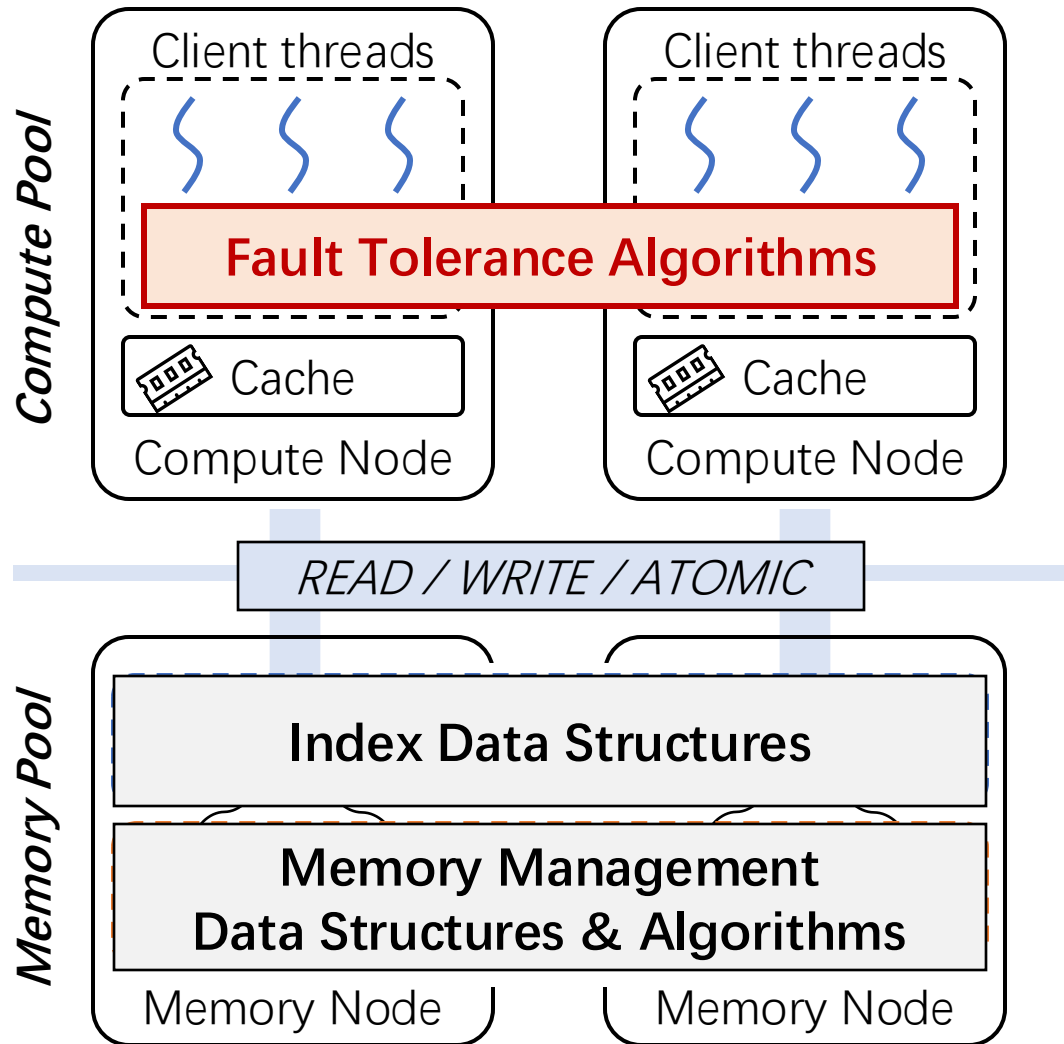 Compute Pool
Client threads
Client threads
Fault Tolerance Algorithms
Cache
Cache
Compute Node
Compute Node
READ / WRITE / ATOMIC
Memory Pool
Index Data Structures
Memory Management
Data Structures & Algorithms
Memory Node
Memory Node